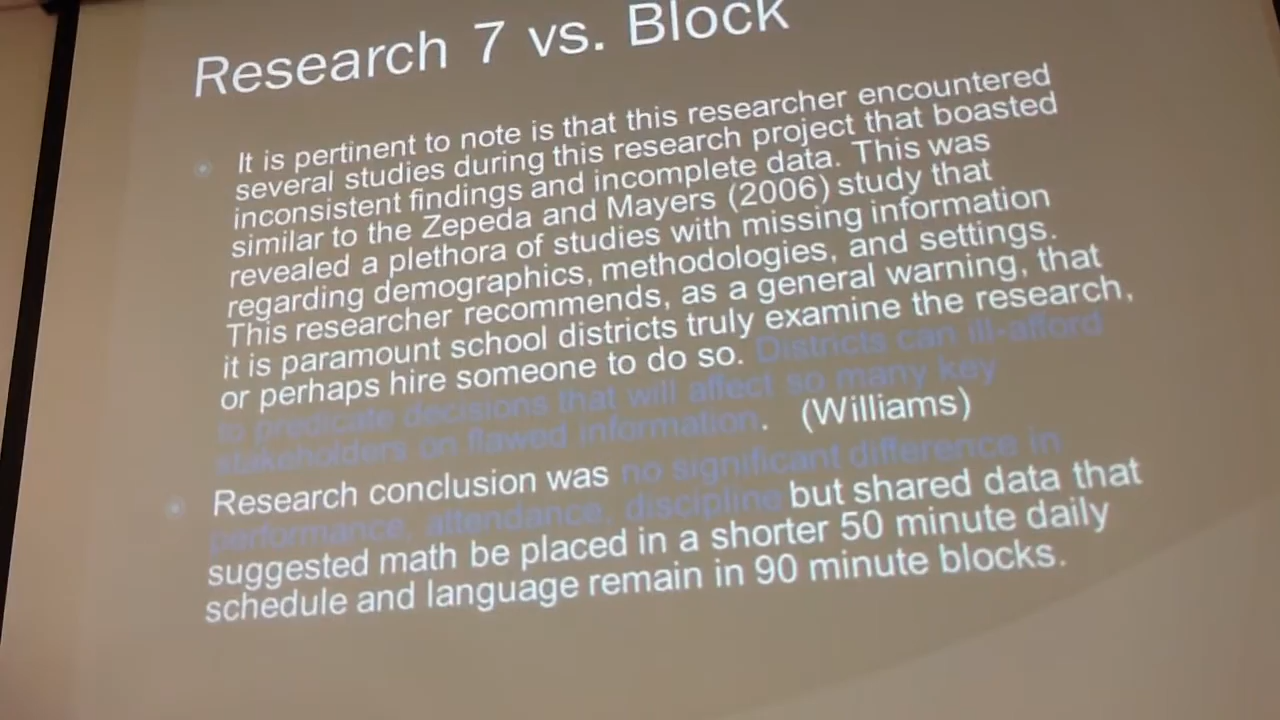 Research 7 vs. Block
It is pertinent to note is that this researcher encountered
several studies during this research project that boasted
inconsistent findings and incomplete data. This was
similar to the Zepeda and Mayers (2006) study that
revealed a plethora of studies with missing information
regarding demographics, methodologies, and settings.
This researcher recommends, as a general warning, that
it is paramount school districts truly examine the research,
or perhaps hire someone to do so. Districts can ill-afford
to predicate decisions that will affect so many key
stakeholders on flawed information. (Williams)
Research conclusion was no significant difference in
performance, attendance, discipline but shared data that
suggested math be placed in a shorter 50 minute daily
schedule and language remain in 90 minute blocks.